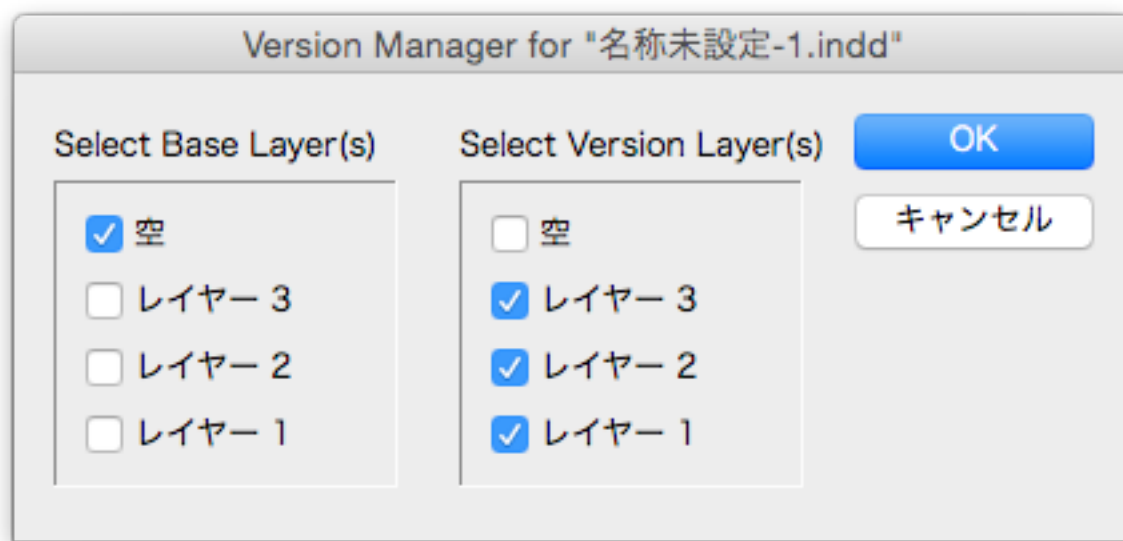 Version Manager for "名称未設定-1.indd"
Select Base Layer(s)
空
レイヤー 3
レイヤー 2
レイヤー 1
Select Version Layer(s)
空
レイヤー 3
レイヤー 2
レイヤー 1
OK
キャンセル